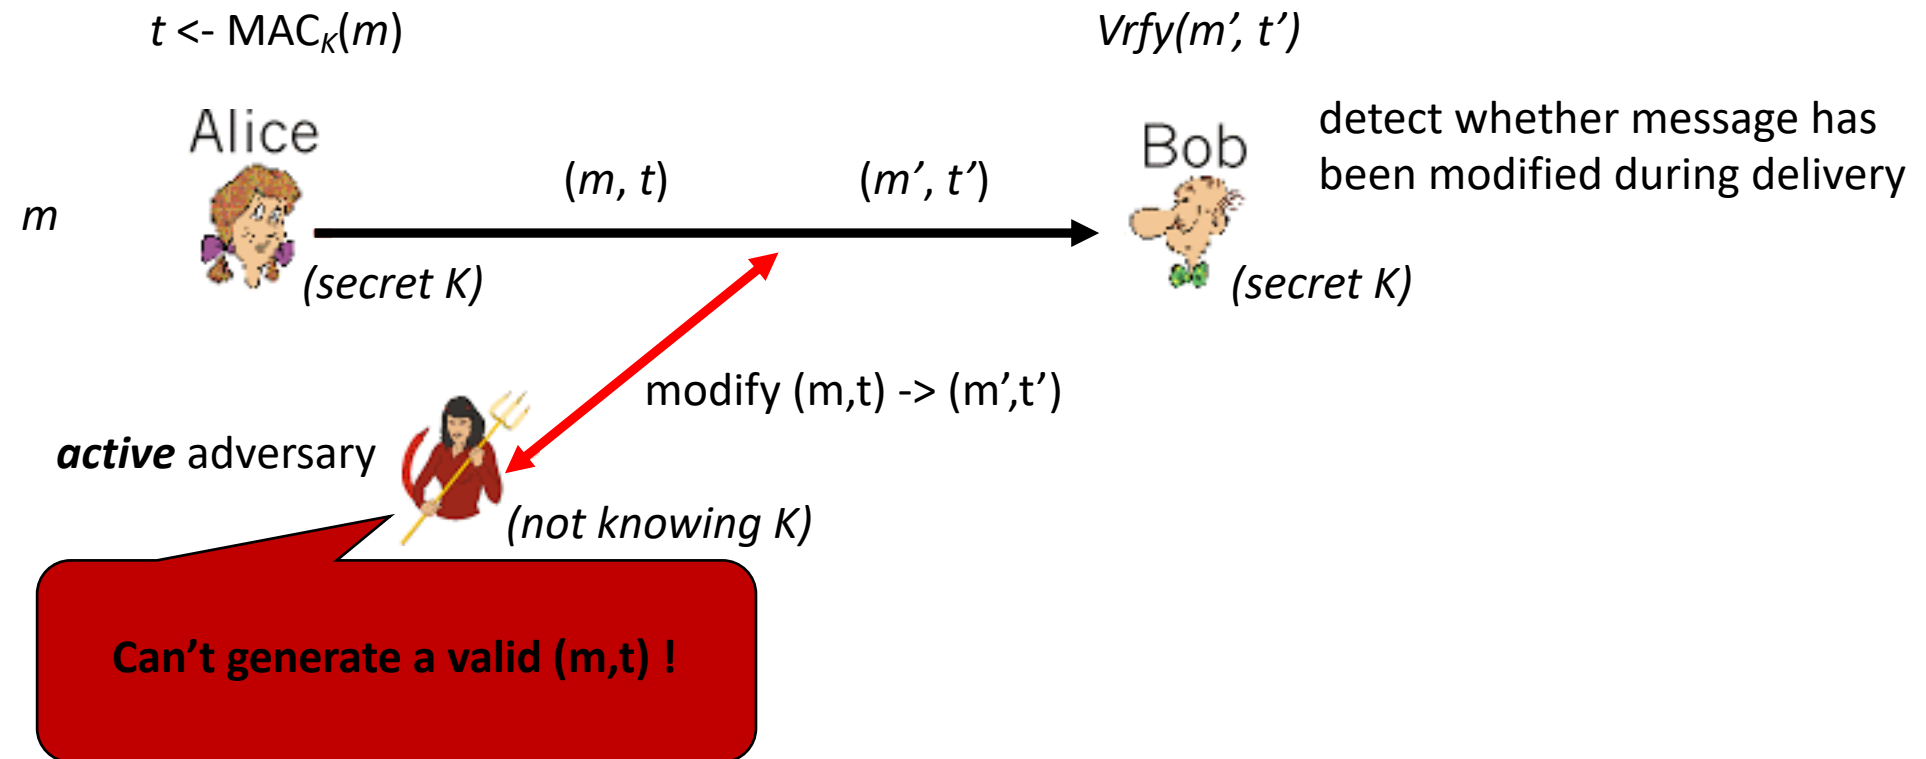 t <- MACK(m)
Vrfy(m’, t’)
Alice
Bob
detect whether message has
been modified during delivery
(m, t)
(m’, t’)
m
(secret K)
(secret K)
modify (m,t) -> (m’,t’)
active adversary
(not knowing K)
Can’t generate a valid (m,t) !